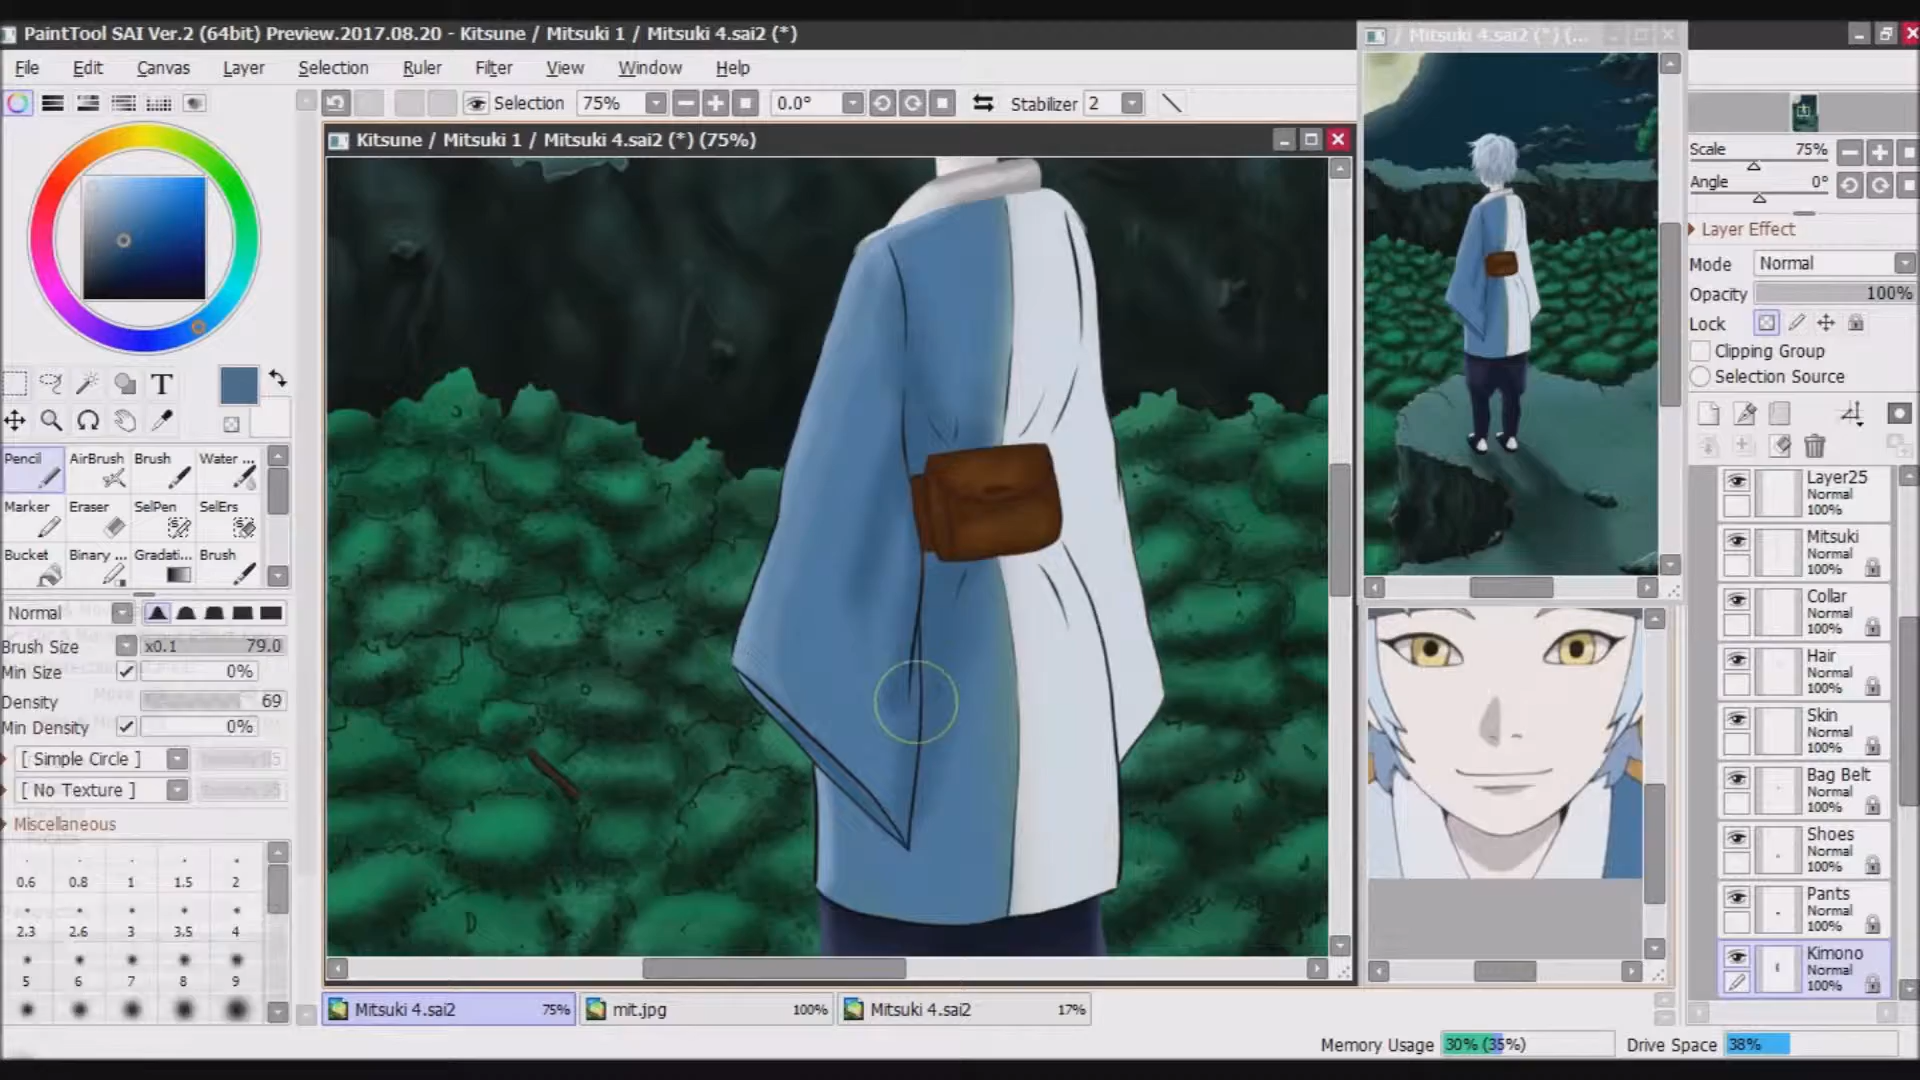 PaintTool SAI Ver.2 (64bit) Preview.2017.08.20 - Kitsune / Mitsuki 1 / Mitsuki 4.sai2 (*)
/ Mitsuki 4.sai2 (*) (...
File Edit Canvas Layer Selection Ruler Filter View Window Help
Selection 75% 0.0° Stabilizer 2
Kitsune / Mitsuki 1 / Mitsuki 4.sai2 (*) (75%)
Scale 75%
Angle 0°
Layer Effect
Mode Normal
Opacity 100%
Lock
Clipping Group
Selection Source
T
Pencil AirBrush Brush Water ...
Marker Eraser SelPen SelErs
Bucket Binary ... Gradati... Brush
Normal
Brush Size x0.1 79.0
Min Size 0%
Density 69
Min Density 0%
[ Simple Circle ]
[ No Texture ]
Miscellaneous
0.6 0.8 1 1.5 2
2.3 2.6 3 3.5 4
5 6 7 8 9
Layer25
Normal
100%
Mitsuki
Normal
100%
Collar
Normal
100%
Hair
Normal
100%
Skin
Normal
100%
Bag Belt
Normal
100%
Shoes
Normal
100%
Pants
Normal
100%
Kimono
Normal
100%
Mitsuki 4.sai2 75%
mit.jpg 100%
Mitsuki 4.sai2 17%
Memory Usage 30% (35%)
Drive Space 38%